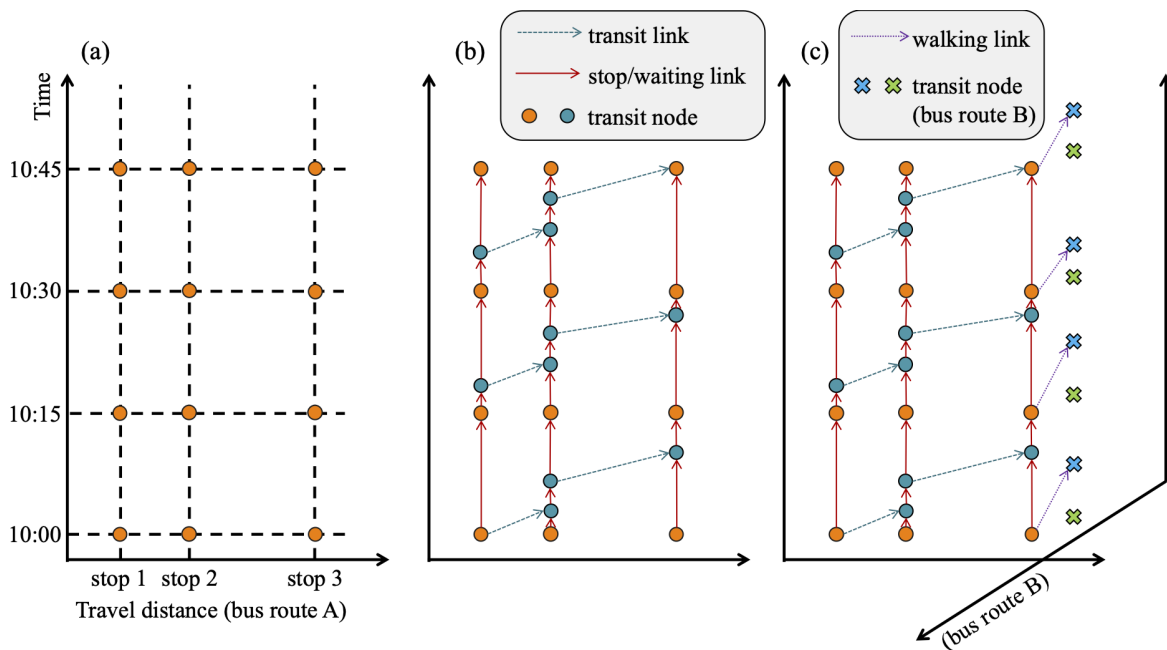 (a)
Time
10:45
10:30
10:15
10:00
stop 1
stop 2
stop 3
Travel distance (bus route A)
(b)
transit link
stop/waiting link
transit node
(c)
walking link
transit node
(bus route B)
(bus route B)